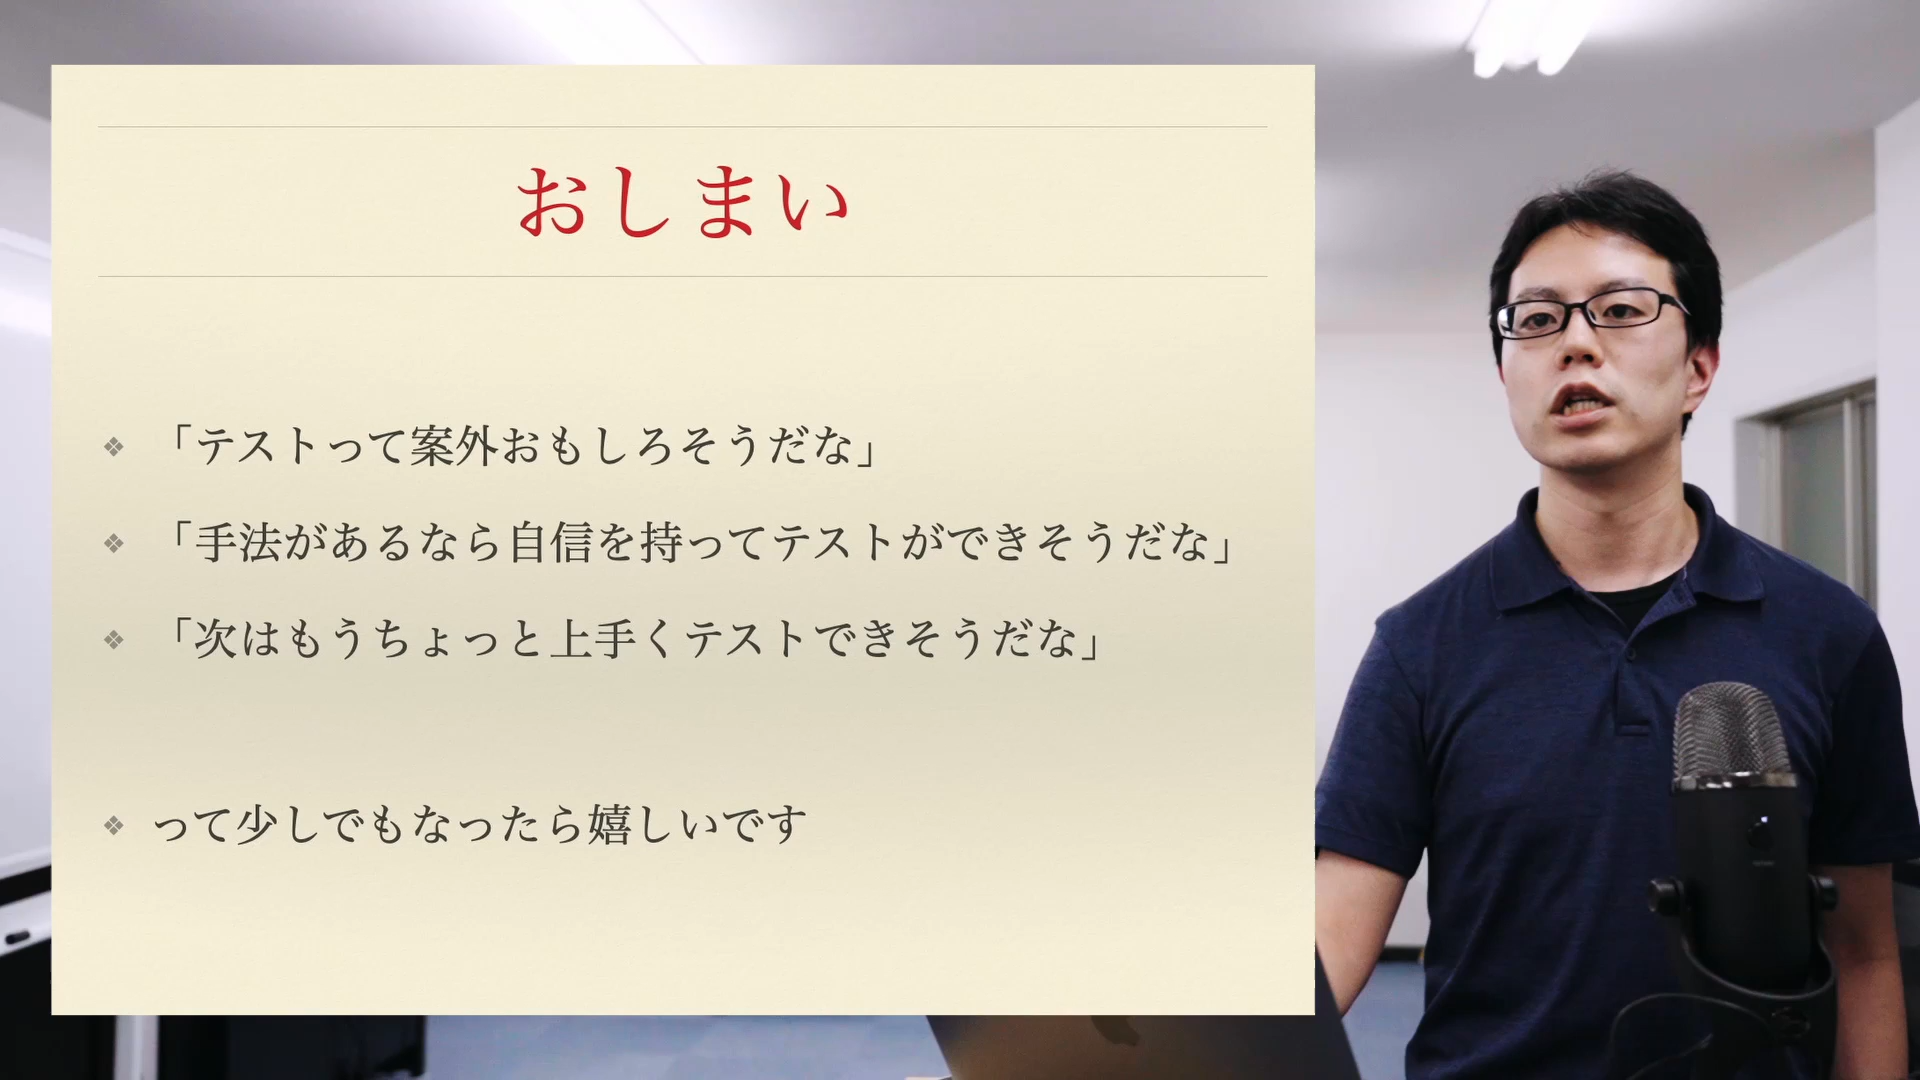 おしまい
「テストって案外おもしろそうだな」
「手法があるなら自信を持ってテストができそうだな」
「次はもうちょっと上手くテストできそうだな」
って少しでもなったら嬉しいです